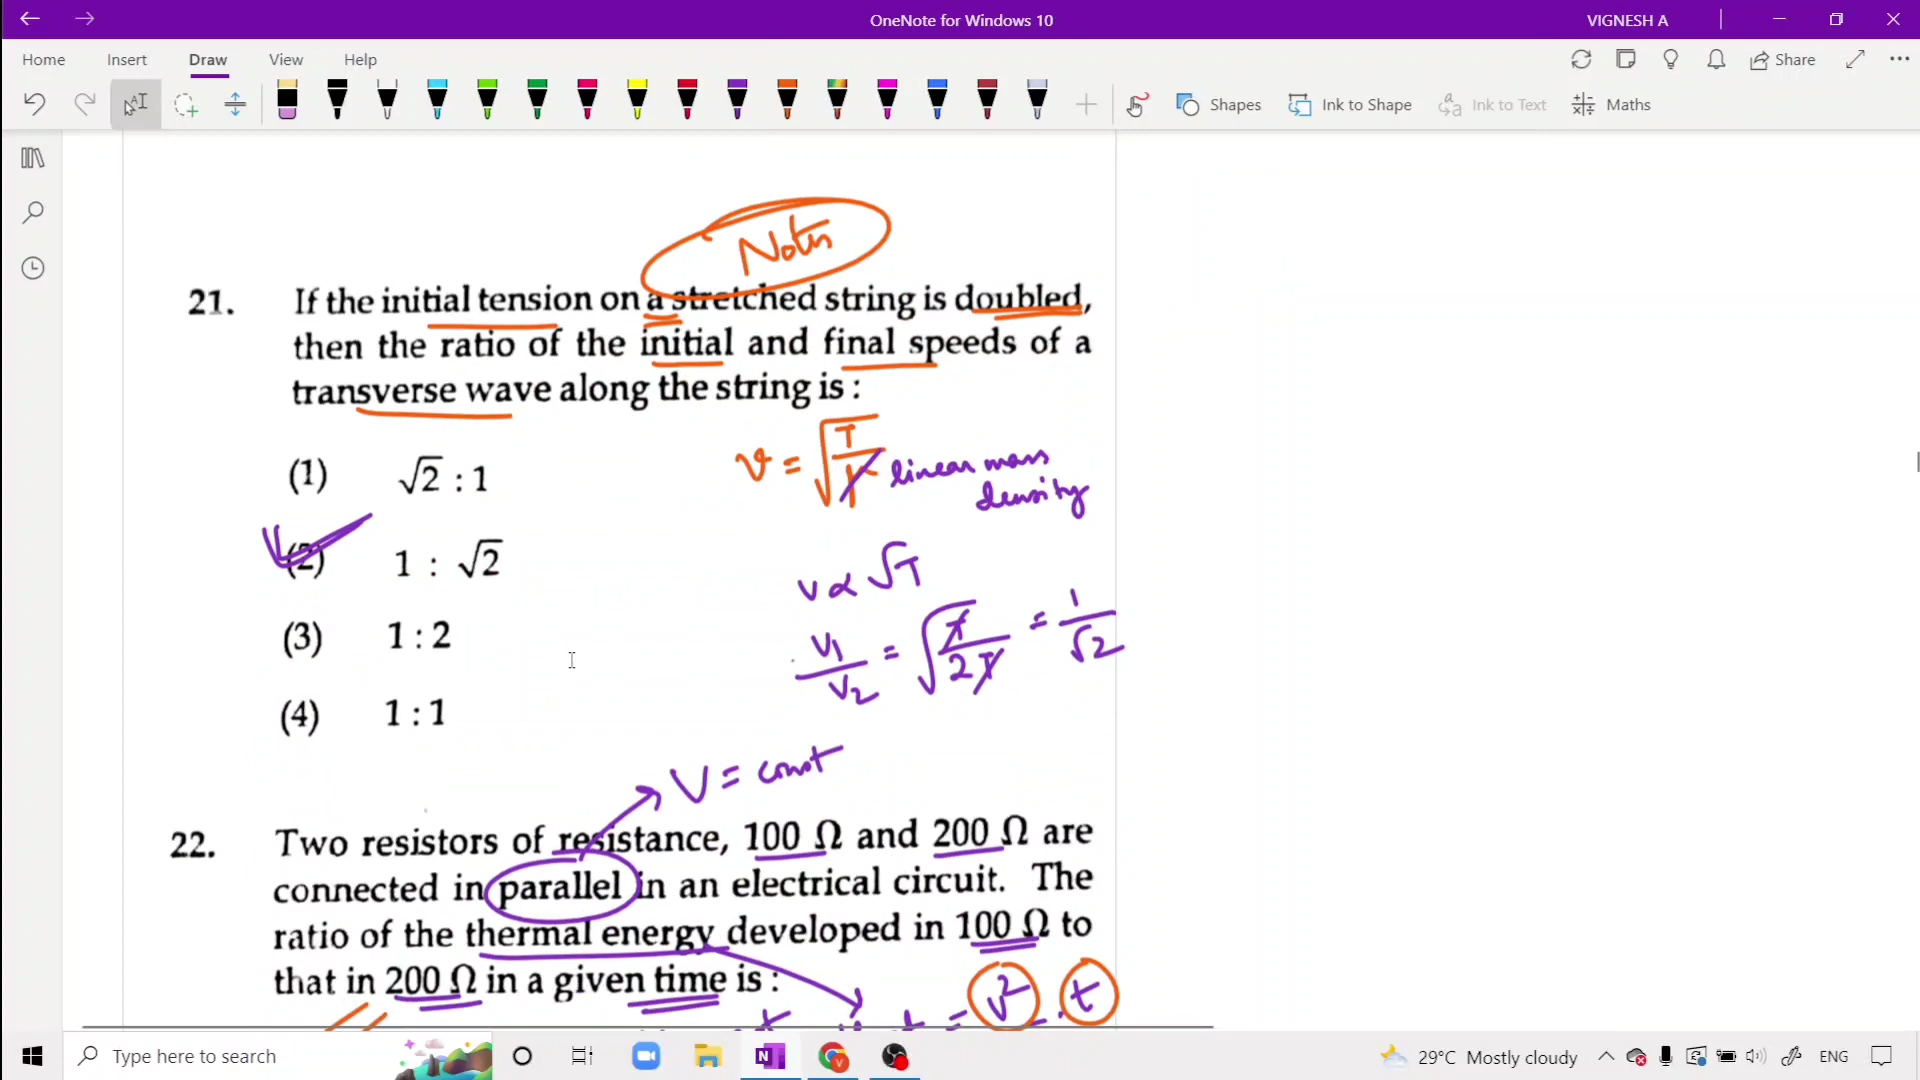 OneNote for Windows 10
VIGNESH A
Home Insert Draw View Help
Share
Shapes Ink to Shape Ink to Text Maths
Notes
21. If the initial tension on a stretched string is doubled,
then the ratio of the initial and final speeds of a
transverse wave along the string is :
v = √T/μ linear mass
density
(1) √2 : 1
(2) 1 : √2
(3) 1 : 2
(4) 1 : 1
v ∝ √T
v1/v2 = √T/2T = 1/√2
V = const
22. Two resistors of resistance, 100 Ω and 200 Ω are
connected in parallel in an electrical circuit. The
ratio of the thermal energy developed in 100 Ω to
that in 200 Ω in a given time is :
= V² . t
Type here to search
29°C Mostly cloudy
ENG